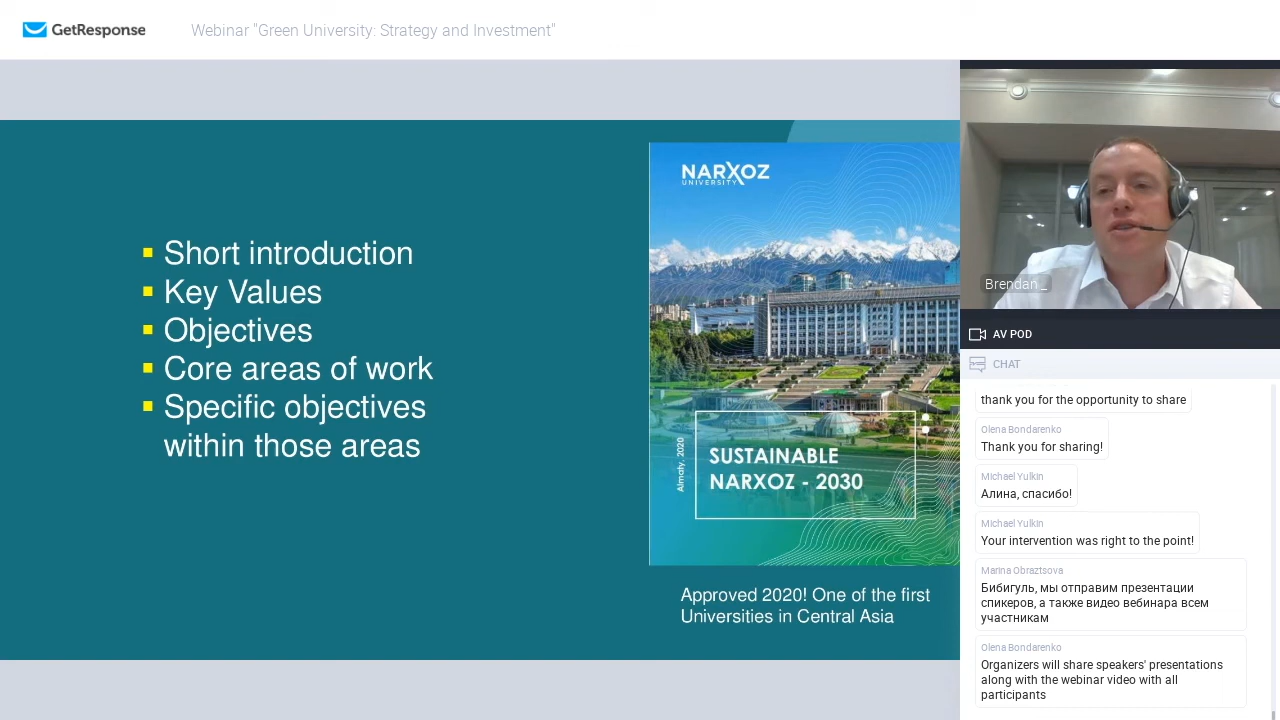 GetResponse
Webinar "Green University: Strategy and Investment"
Short introduction
Key Values
Objectives
Core areas of work
Specific objectives
within those areas
NARXOZ
UNIVERSITY
Almaty, 2020
SUSTAINABLE
NARXOZ - 2030
Approved 2020! One of the first
Universities in Central Asia
Brendan _
AV POD
CHAT
thank you for the opportunity to share
Olena Bondarenko
Thank you for sharing!
Michael Yulkin
Алина, спасибо!
Michael Yulkin
Your intervention was right to the point!
Marina Obraztsova
Бибигуль, мы отправим презентации
спикеров, а также видео вебинара всем
участникам
Olena Bondarenko
Organizers will share speakers' presentations
along with the webinar video with all
participants